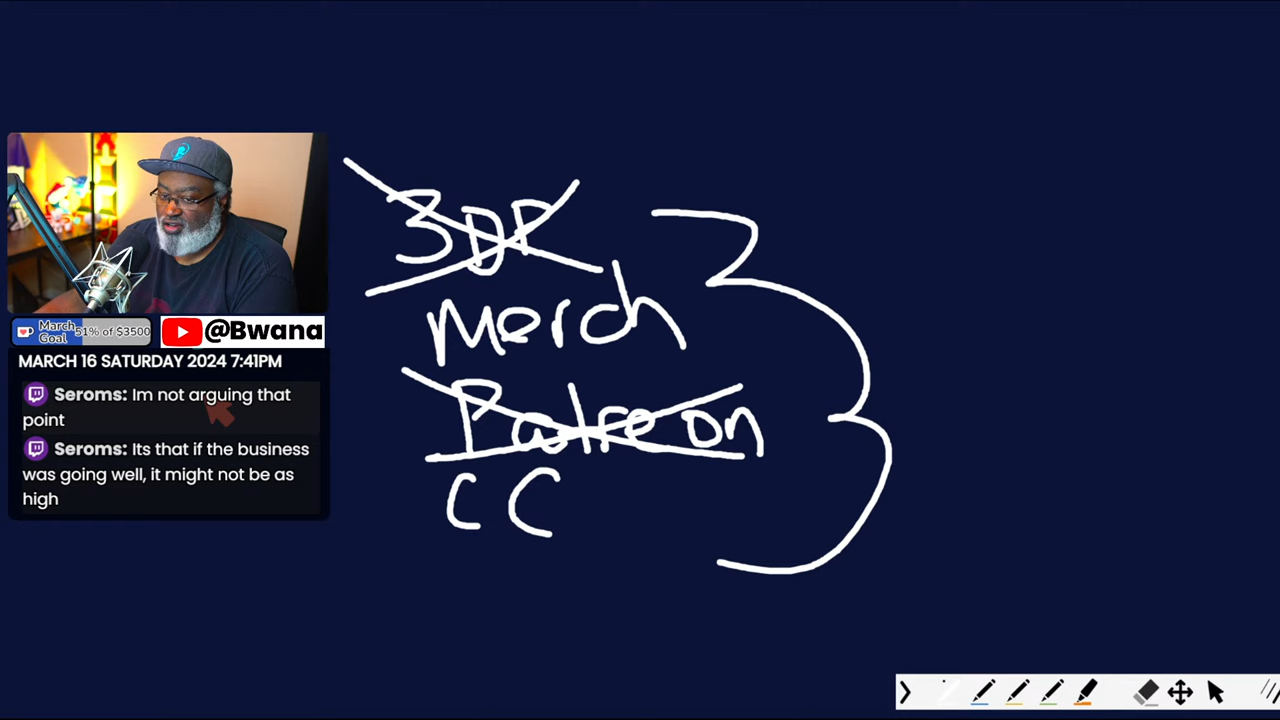 3DP
Merch
Patreon
CC
March
Goal
51% of $3500
@Bwana
MARCH 16 SATURDAY 2024 7:41PM
Seroms: Im not arguing that
point
Seroms: Its that if the business
was going well, it might not be as
high